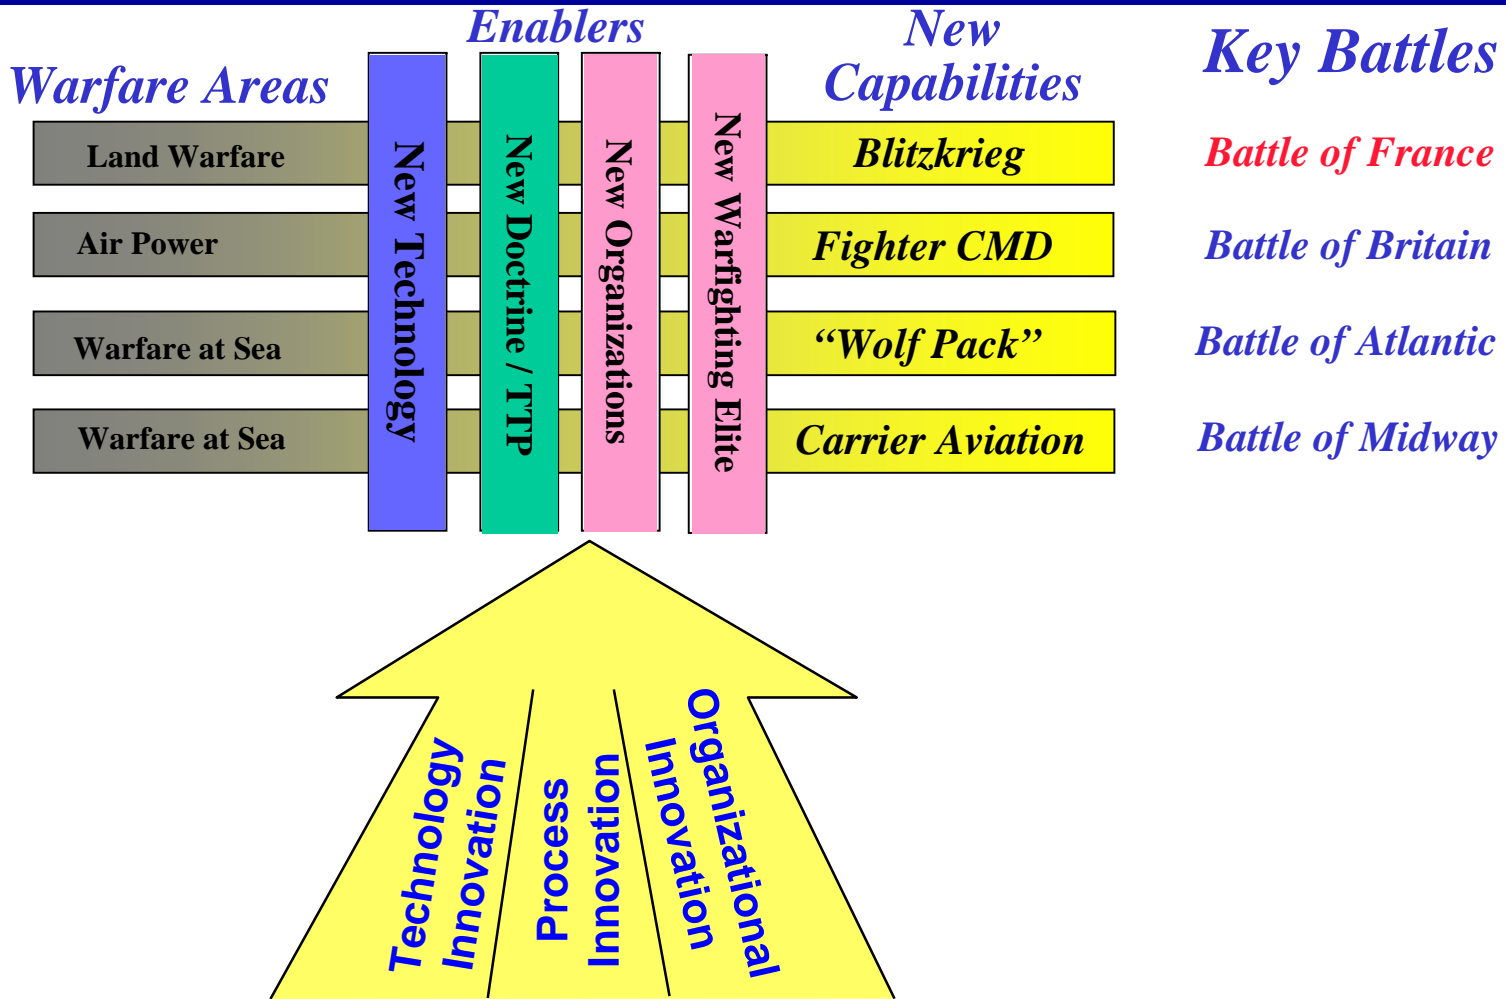 Enablers
New
Capabilities
Key Battles
Warfare Areas
Land Warfare
Air Power
Warfare at Sea
Warfare at Sea
New Technology
New Doctrine / TTP
New Organizations
New Warfighting Elite
Blitzkrieg
Fighter CMD
“Wolf Pack”
Carrier Aviation
Battle of France
Battle of Britain
Battle of Atlantic
Battle of Midway
Technology
Innovation
Process
Innovation
Organizational
Innovation